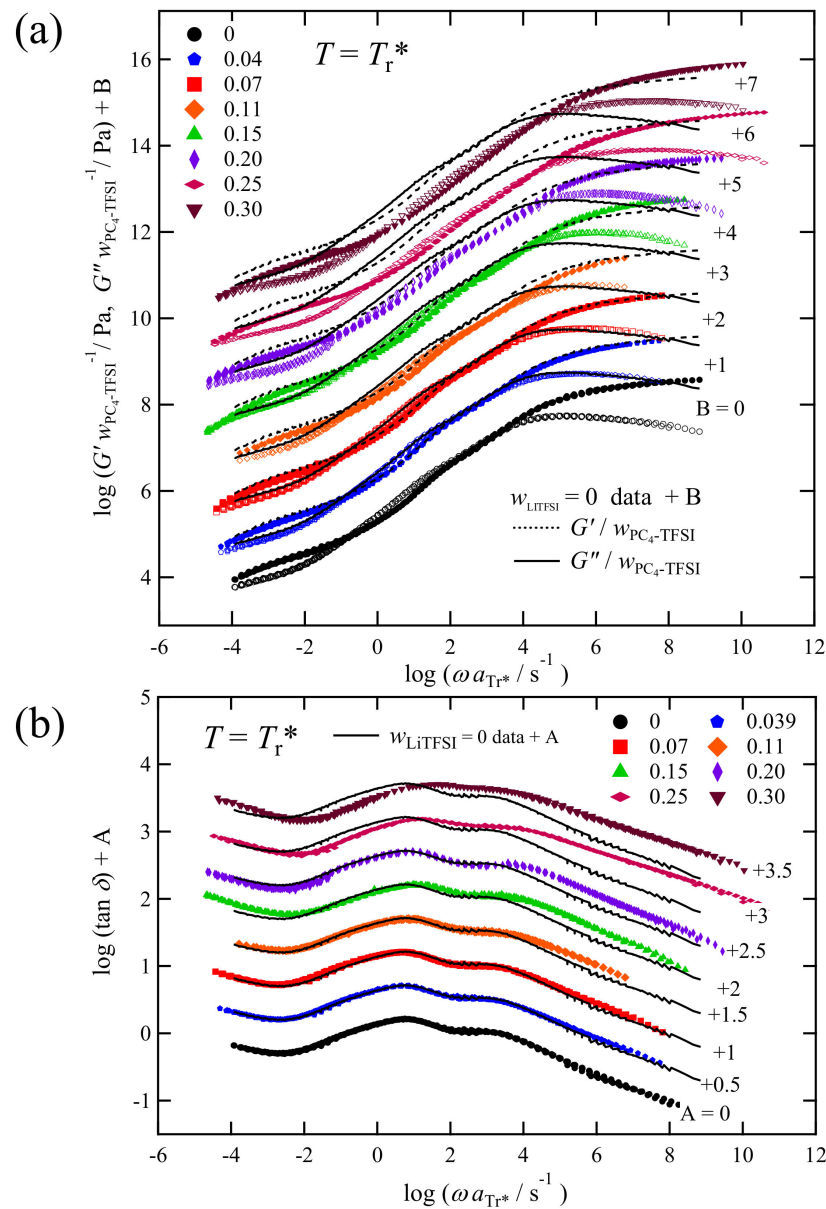 (a)
0
0.04
0.07
0.11
0.15
0.20
0.25
0.30
T = Tr*
+7
+6
+5
+4
+3
+2
+1
B = 0
wLiTFSI = 0 data + B
G′ / wPC4-TFSI
G″ / wPC4-TFSI
16
14
12
10
8
6
4
log (G′ wPC4-TFSI⁻¹/ Pa, G″ wPC4-TFSI⁻¹/ Pa) + B
-6 -4 -2 0 2 4 6 8 10 12
log (ω aTr* / s⁻¹)
(b)
T = Tr*
wLiTFSI = 0 data + A
0 0.039
0.07 0.11
0.15 0.20
0.25 0.30
+3.5
+3
+2.5
+2
+1.5
+1
+0.5
A = 0
5
4
3
2
1
0
-1
log (tan δ) + A
-6 -4 -2 0 2 4 6 8 10 12
log (ω aTr* / s⁻¹)